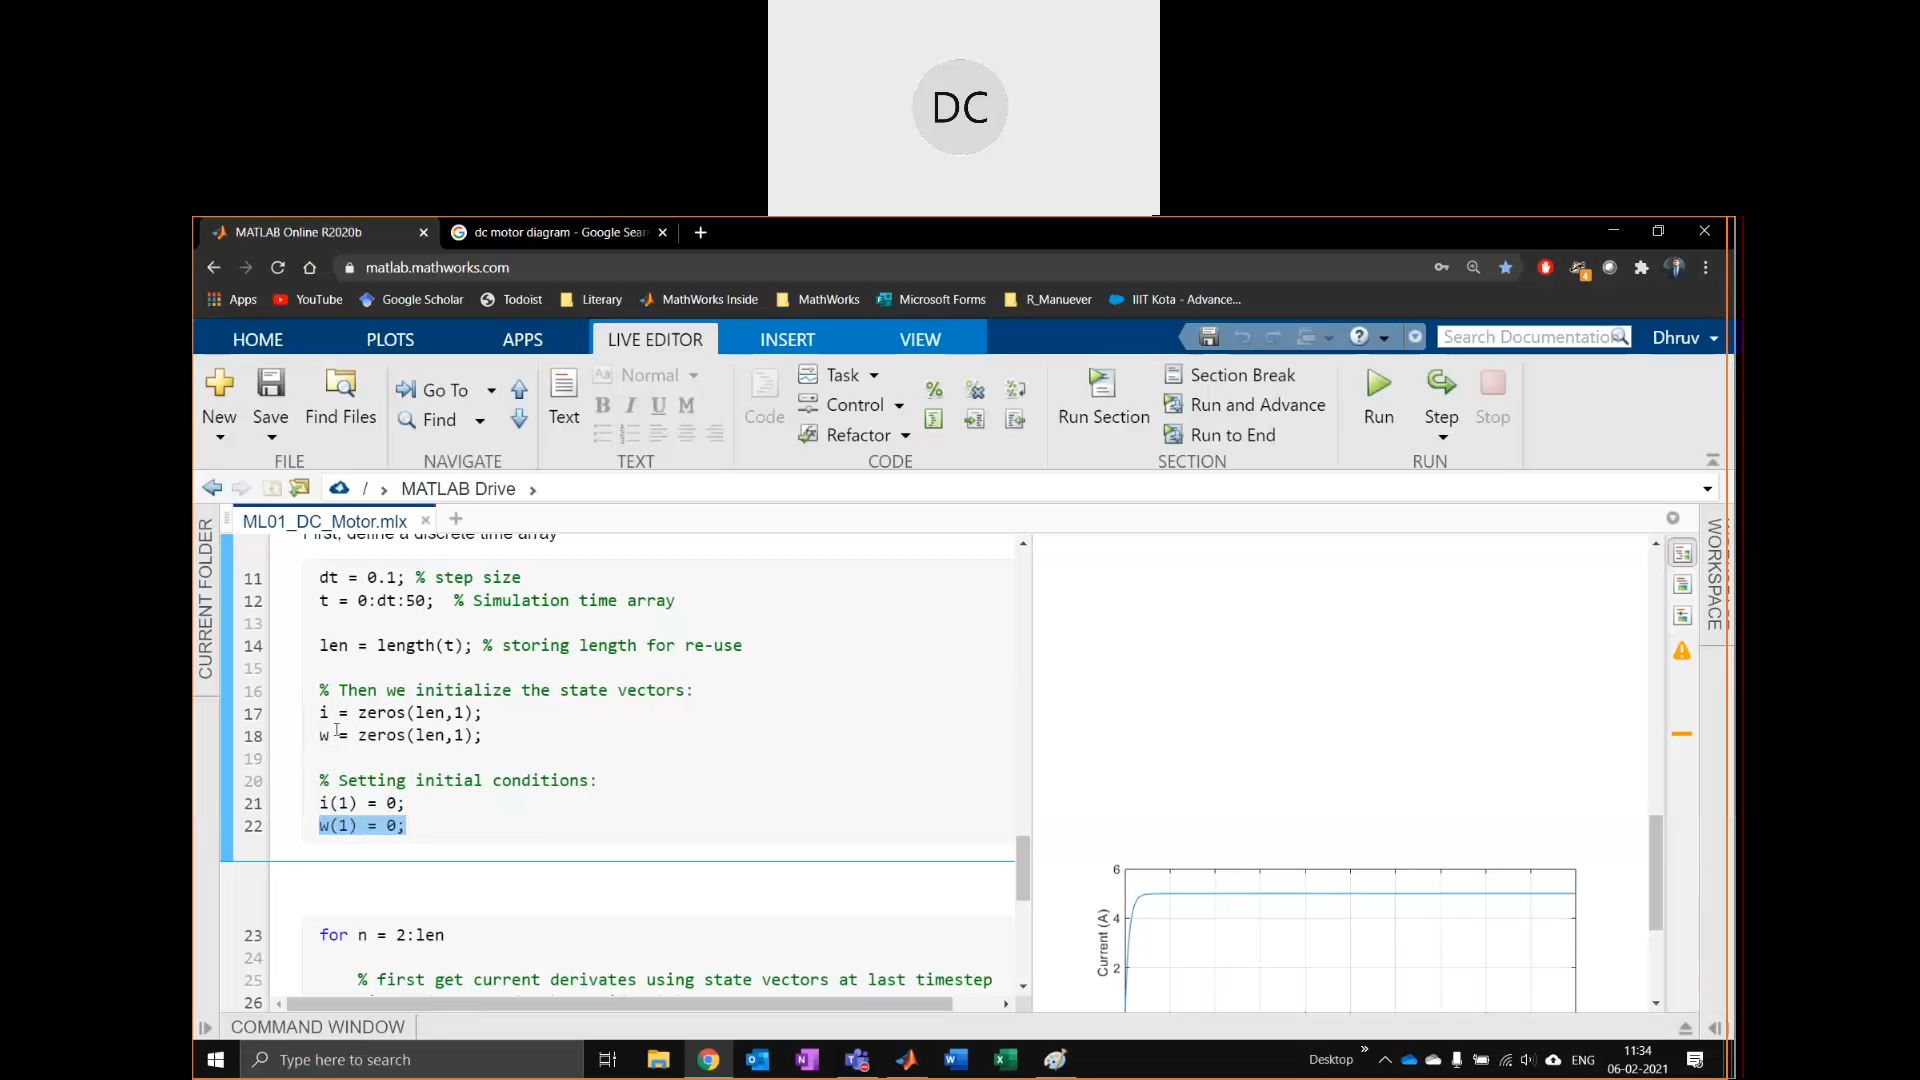 DC
MATLAB Online R2020b
dc motor diagram - Google Sear
matlab.mathworks.com
Apps YouTube Google Scholar Todoist Literary MathWorks Inside MathWorks Microsoft Forms R_Manuever IIIT Kota - Advance...
HOME PLOTS APPS LIVE EDITOR INSERT VIEW Search Documentation Dhruv
New Save Find Files Go To Find Text Normal B I U M Code Task Control Refactor Run Section Section Break Run and Advance Run to End Run Step Stop
FILE NAVIGATE TEXT CODE SECTION RUN
/ › MATLAB Drive ›
CURRENT FOLDER
WORKSPACE
ML01_DC_Motor.mlx
First, define a discrete time array
11 dt = 0.1; % step size
12 t = 0:dt:50; % Simulation time array
13
14 len = length(t); % storing length for re-use
15
16 % Then we initialize the state vectors:
17 i = zeros(len,1);
18 w = zeros(len,1);
19
20 % Setting initial conditions:
21 i(1) = 0;
22 w(1) = 0;
23 for n = 2:len
24
25 % first get current derivates using state vectors at last timestep
26
6
4
2
Current (A)
COMMAND WINDOW
Type here to search
Desktop
ENG
11:34
06-02-2021